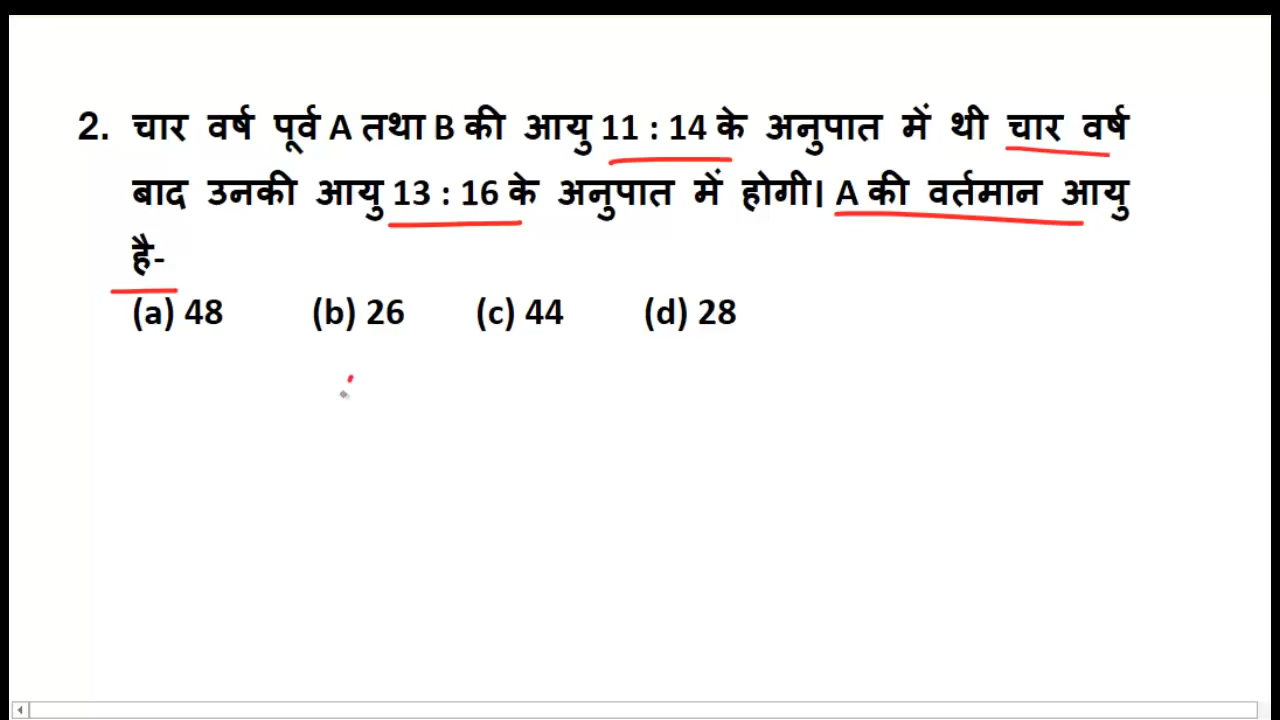 2. चार वर्ष पूर्व A तथा B की आयु 11 : 14 के अनुपात में थी चार वर्ष
बाद उनकी आयु 13 : 16 के अनुपात में होगी। A की वर्तमान आयु
है-
(a) 48 (b) 26 (c) 44 (d) 28